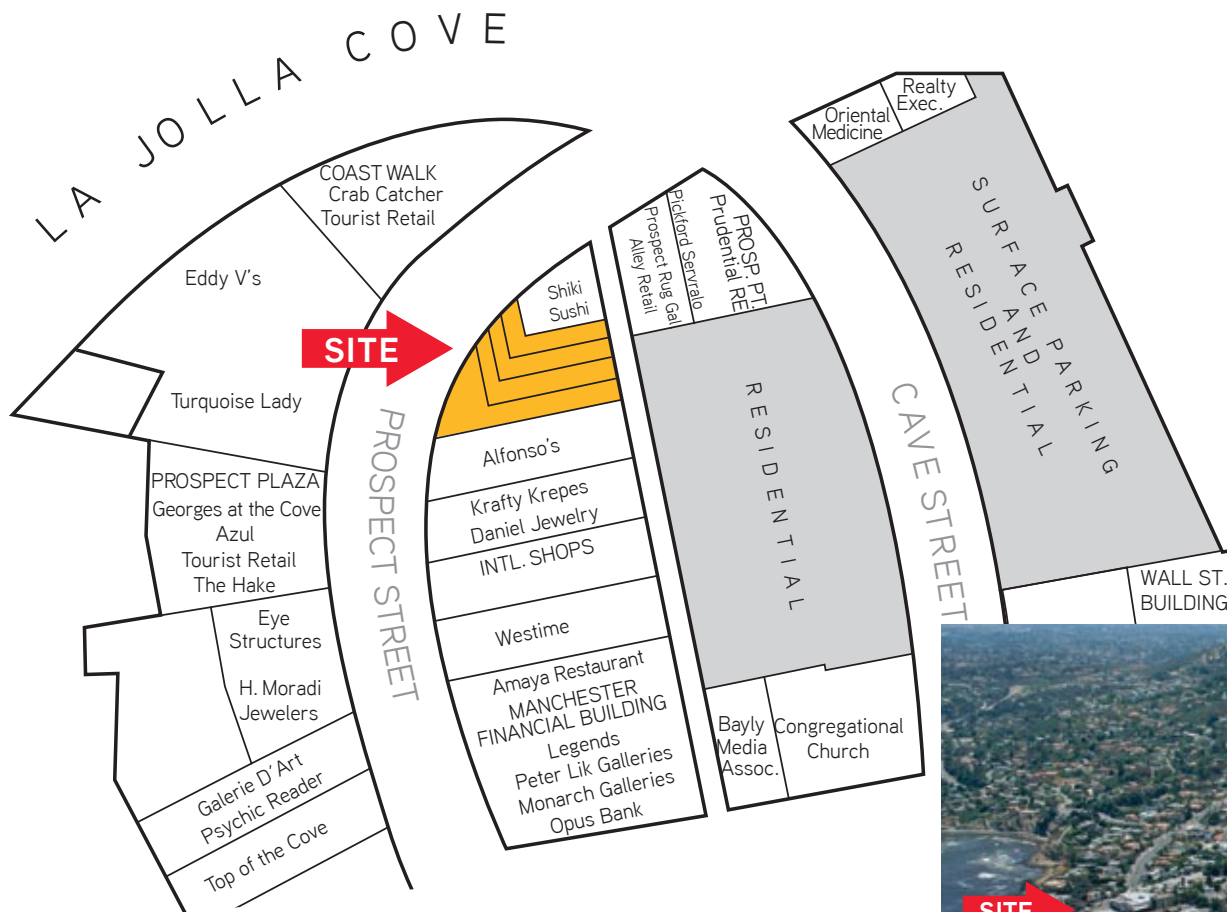 LA JOLLA COVE
COAST WALK
Crab Catcher
Tourist Retail
Eddy V's
Turquoise Lady
PROSPECT PLAZA
Georges at the Cove
Azul
Tourist Retail
The Hake
Eye
Structures
H. Moradi
Jewelers
Galerie D'Art
Psychic Reader
Top of the Cove
SITE
PROSPECT STREET
Shiki
Sushi
Alfonso's
Krafty Krepes
Daniel Jewelry
INTL. SHOPS
Westime
Amaya Restaurant
MANCHESTER
FINANCIAL BUILDING
Legends
Peter Lik Galleries
Monarch Galleries
Opus Bank
PROSP. PT.
Prudential RE
Pickford Servralo
Prospect Rug Gal
Alley Retail
RESIDENTIAL
Bayly
Media
Assoc.
Congregational
Church
CAVE STREET
Oriental
Medicine
Realty
Exec.
SURFACE PARKING
AND
RESIDENTIAL
WALL ST.
BUILDING
SITE